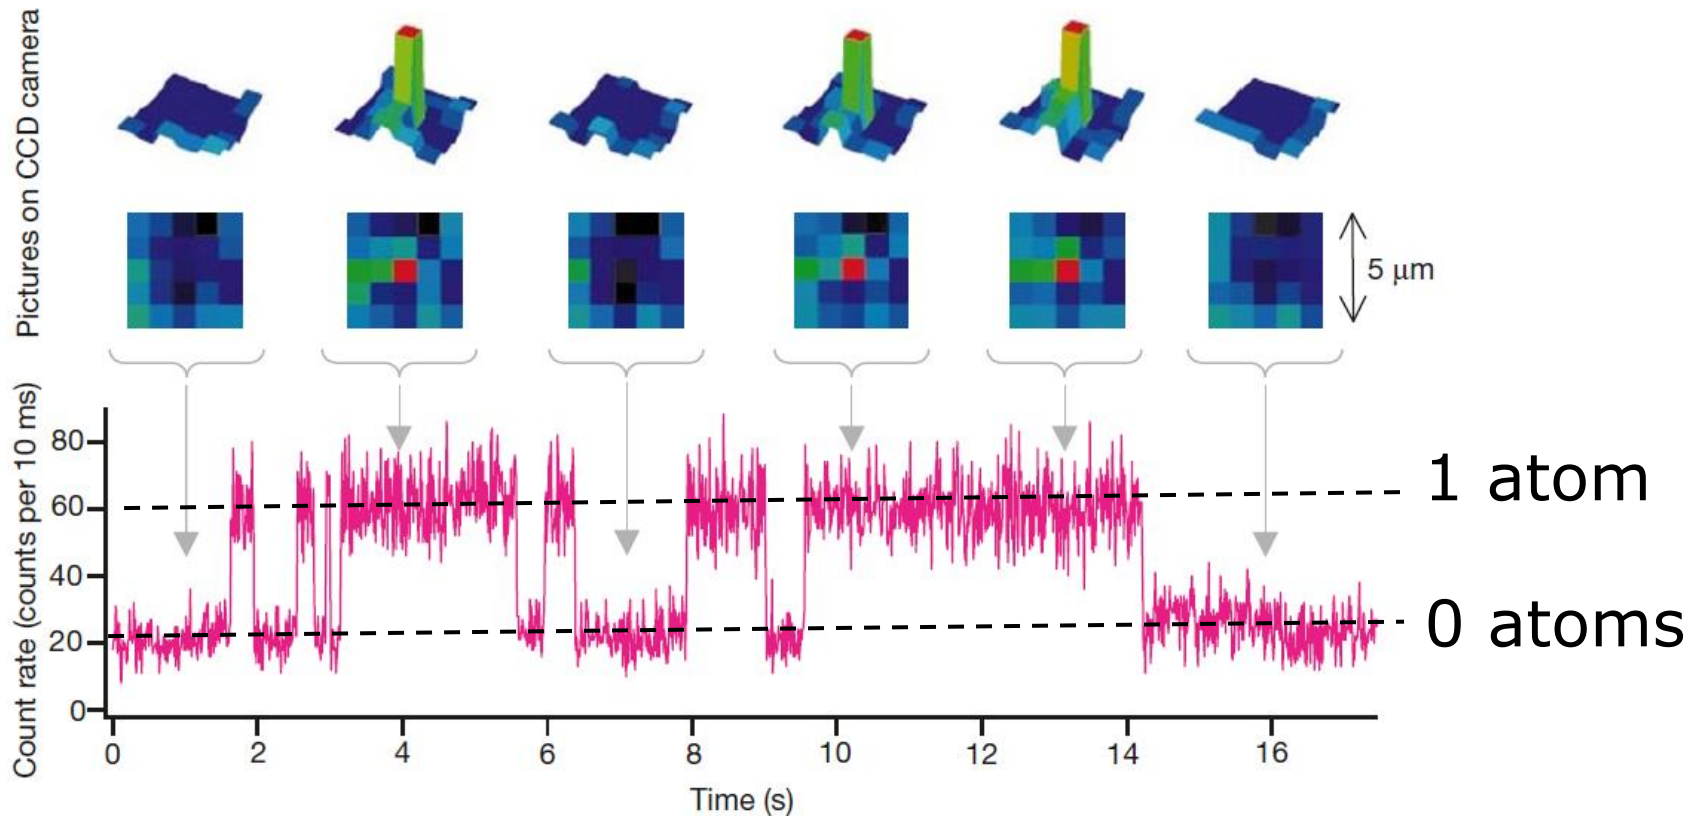 Pictures on CCD camera
5 μm
Count rate (counts per 10 ms)
80
60
40
20
0
0 2 4 6 8 10 12 14 16
Time (s)
1 atom
0 atoms